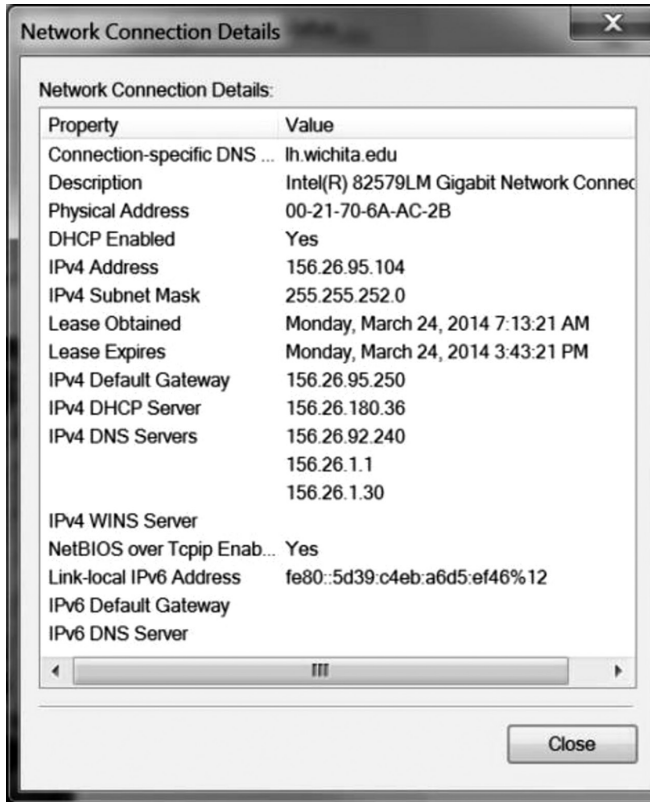 Network Connection Details
X
Network Connection Details:
Property Value
Connection-specific DNS ... lh.wichita.edu
Description Intel(R) 82579LM Gigabit Network Connec
Physical Address 00-21-70-6A-AC-2B
DHCP Enabled Yes
IPv4 Address 156.26.95.104
IPv4 Subnet Mask 255.255.252.0
Lease Obtained Monday, March 24, 2014 7:13:21 AM
Lease Expires Monday, March 24, 2014 3:43:21 PM
IPv4 Default Gateway 156.26.95.250
IPv4 DHCP Server 156.26.180.36
IPv4 DNS Servers 156.26.92.240
156.26.1.1
156.26.1.30
IPv4 WINS Server
NetBIOS over Tcpip Enab... Yes
Link-local IPv6 Address fe80::5d39:c4eb:a6d5:ef46%12
IPv6 Default Gateway
IPv6 DNS Server
Close